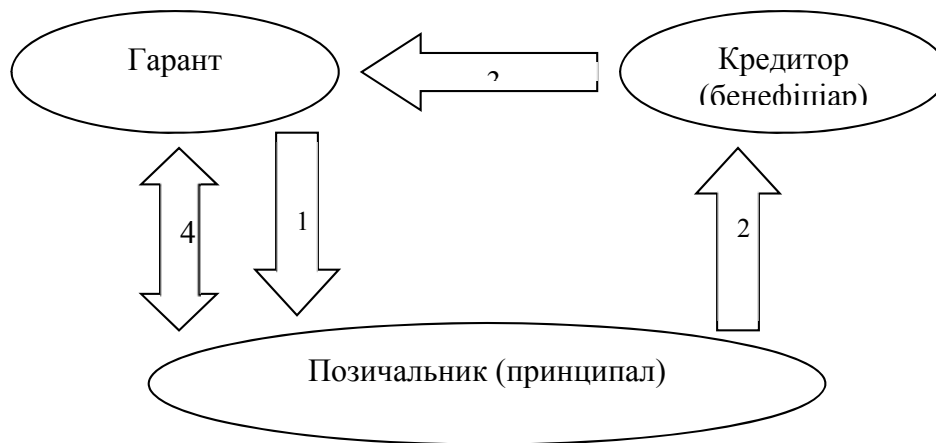 Гарант
Кредитор
(бенефіціар)
4
1
2
Позичальник (принципал)